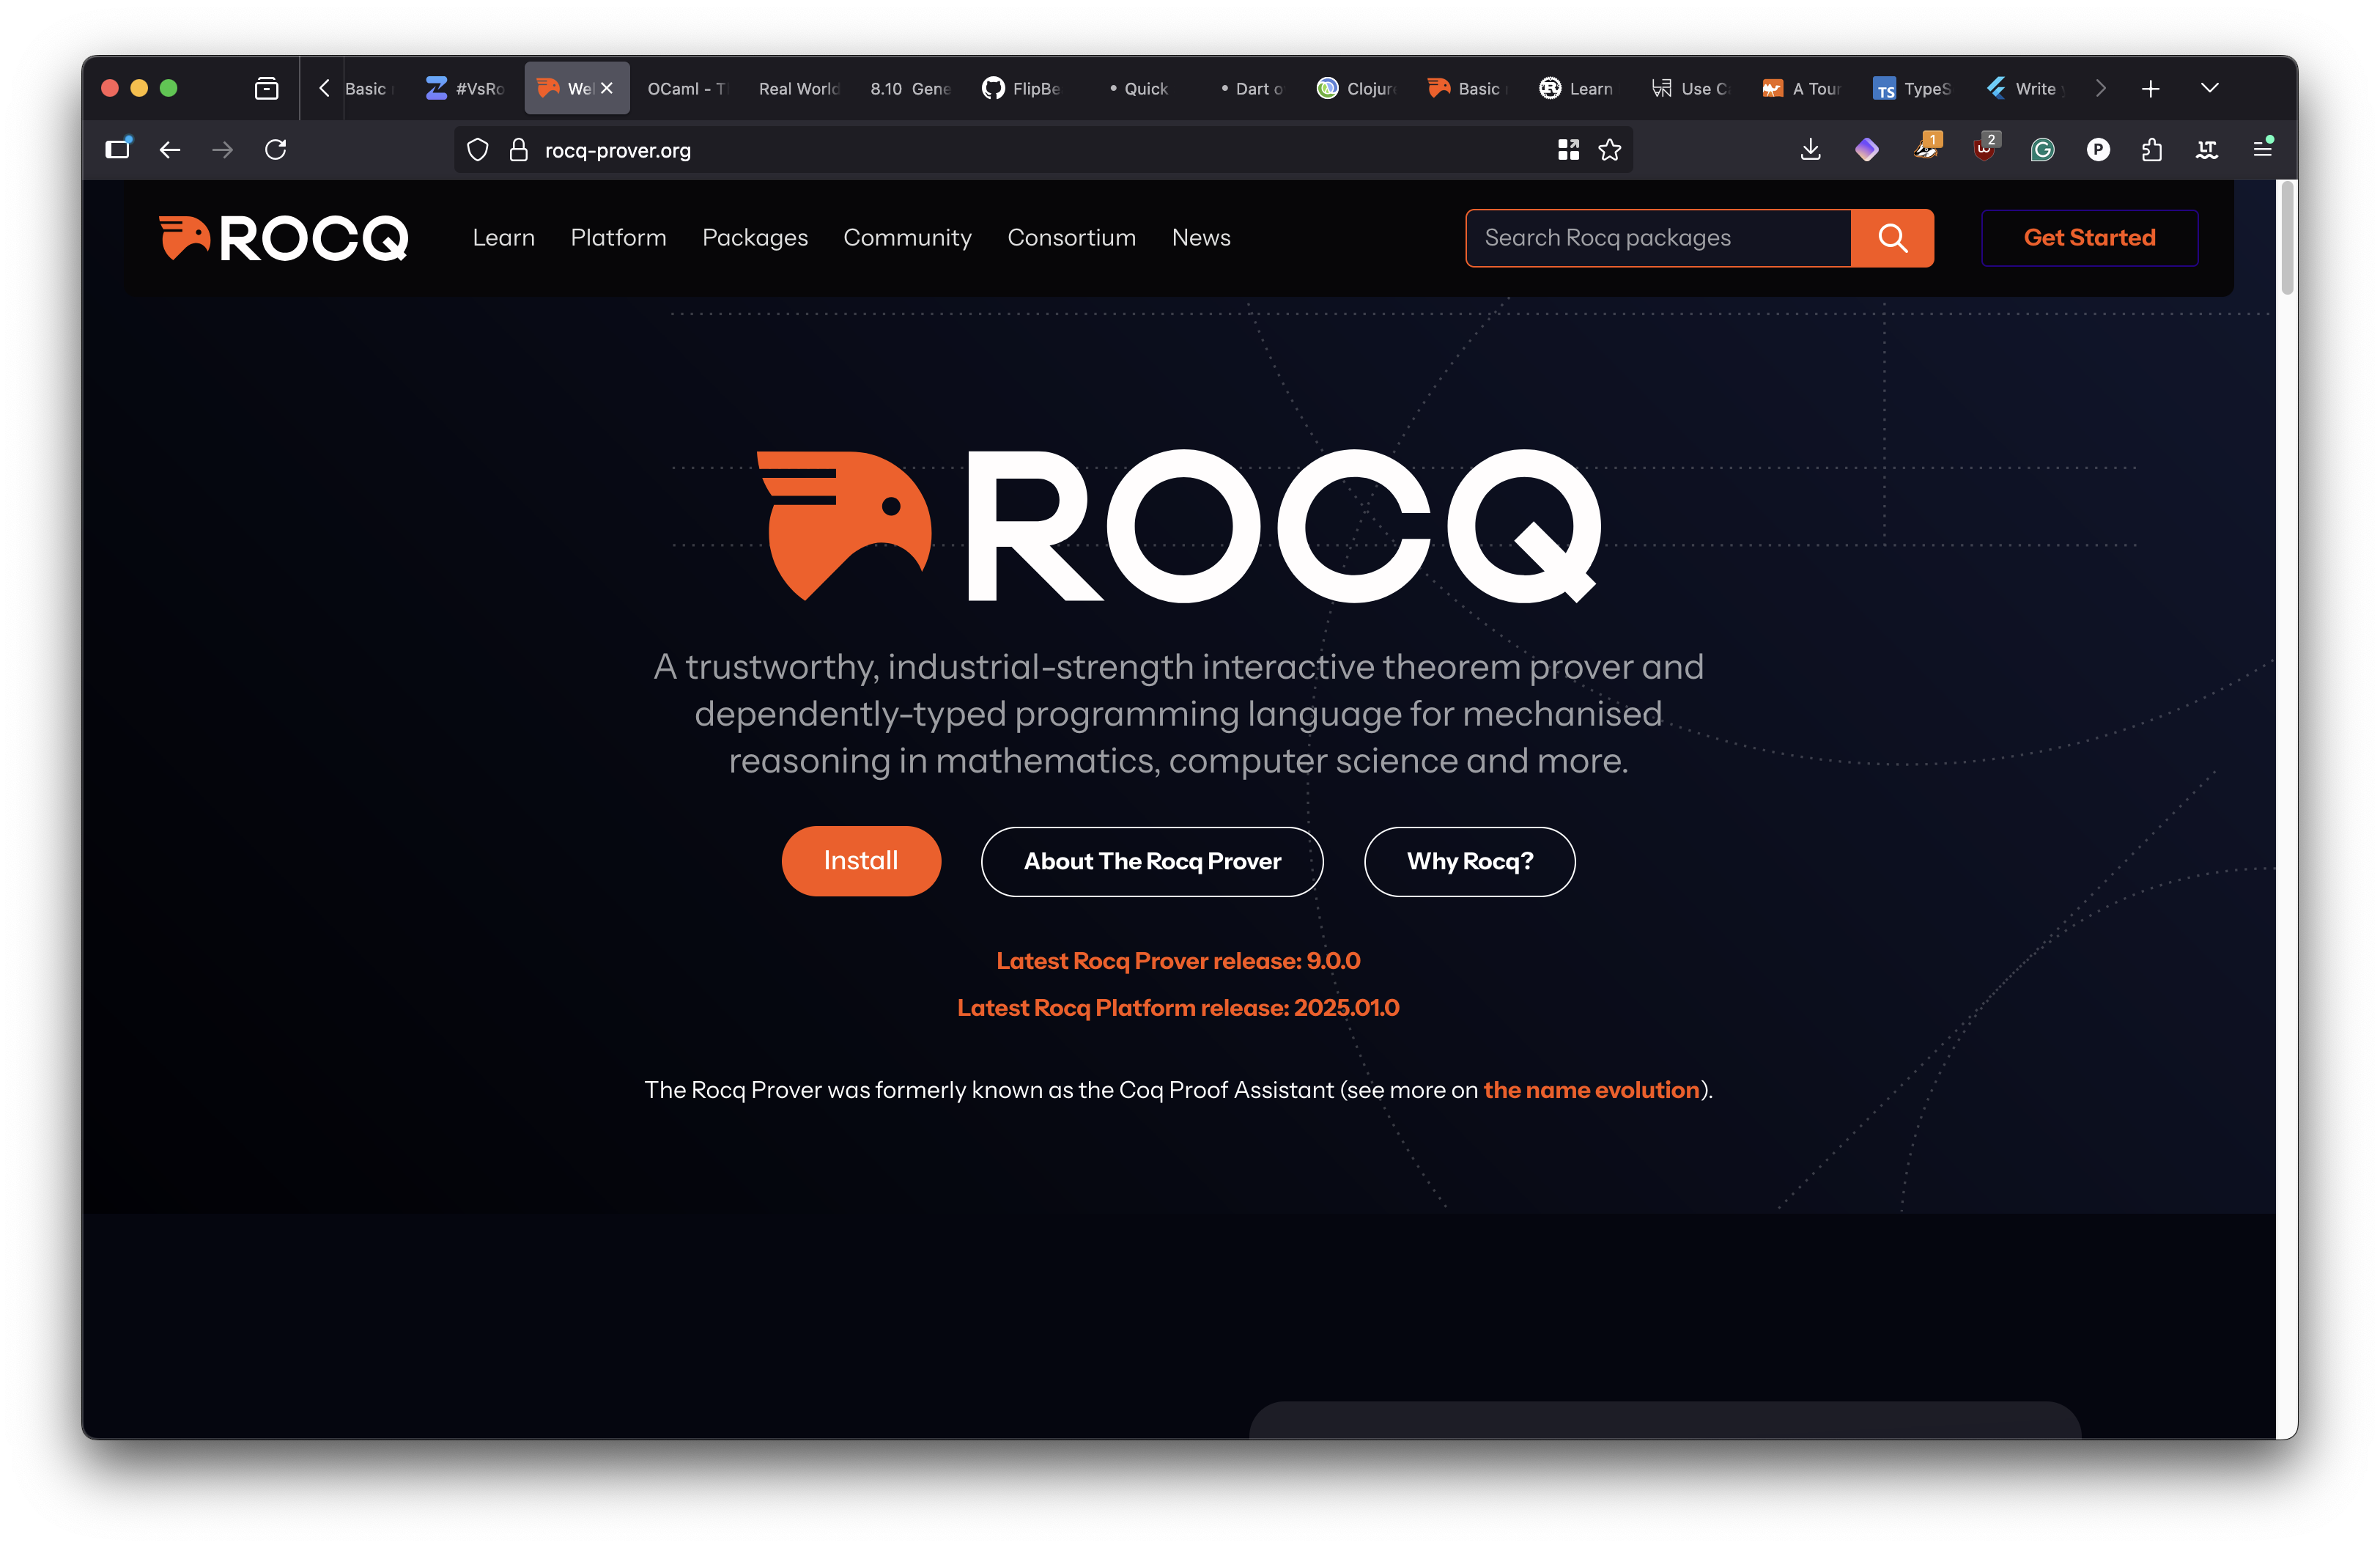 Basic
#VsRo
Wel
OCaml - T
Real World
8.10 Gene
FlipBe
Quick
Dart o
Clojur
Basic
Learn
Use C
A Tour
TypeS
Write
rocq-prover.org
1
2
ROCQ
Learn
Platform
Packages
Community
Consortium
News
Search Rocq packages
Get Started
ROCQ
A trustworthy, industrial-strength interactive theorem prover and
dependently-typed programming language for mechanised
reasoning in mathematics, computer science and more.
Install
About The Rocq Prover
Why Rocq?
Latest Rocq Prover release: 9.0.0
Latest Rocq Platform release: 2025.01.0
The Rocq Prover was formerly known as the Coq Proof Assistant (see more on the name evolution).